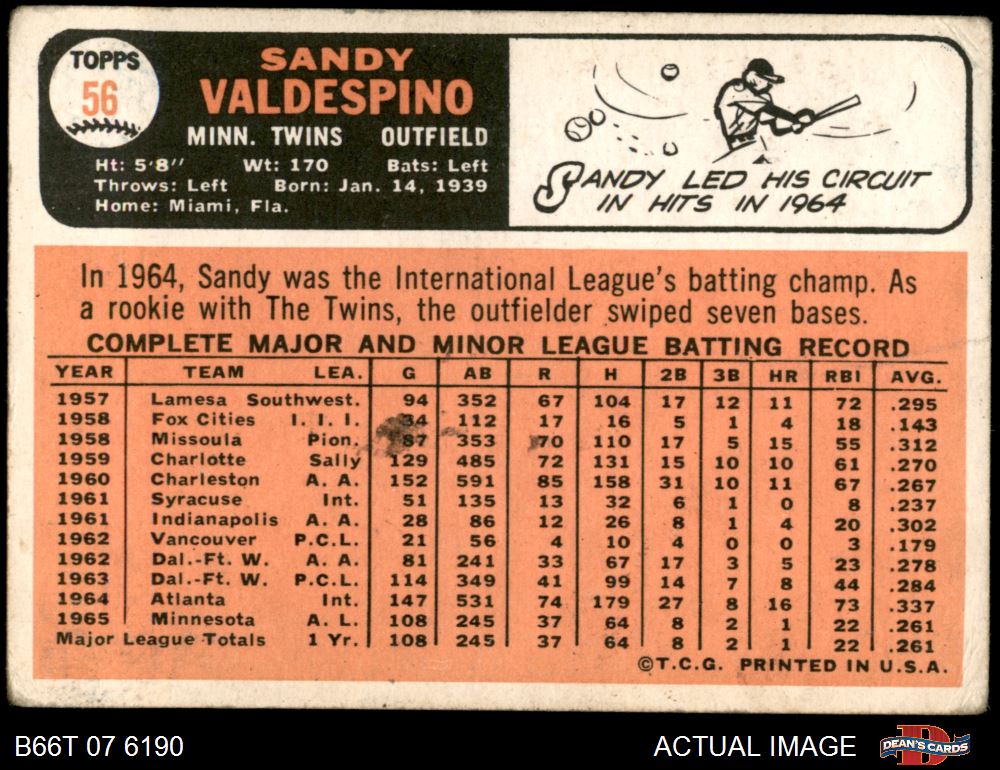 TOPPS
56
SANDY
VALDESPINO
MINN. TWINS OUTFIELD
Ht: 5'8" Wt: 170 Bats: Left
Throws: Left Born: Jan. 14, 1939
Home: Miami, Fla.
SANDY LED HIS CIRCUIT
IN HITS IN 1964
In 1964, Sandy was the International League's batting champ. As
a rookie with The Twins, the outfielder swiped seven bases.
COMPLETE MAJOR AND MINOR LEAGUE BATTING RECORD
YEAR TEAM LEA. G AB R H 2B 3B HR RBI AVG.
1957 Lamesa Southwest. 94 352 67 104 17 12 11 72 .295
1958 Fox Cities I. I. I. 34 112 17 16 5 1 4 18 .143
1958 Missoula Pion. 87 353 70 110 17 5 15 55 .312
1959 Charlotte Sally 129 485 72 131 15 10 10 61 .270
1960 Charleston A. A. 152 591 85 158 31 10 11 67 .267
1961 Syracuse Int. 51 135 13 32 6 1 0 8 .237
1961 Indianapolis A. A. 28 86 12 26 8 1 4 20 .302
1962 Vancouver P.C.L. 21 56 4 10 4 0 0 3 .179
1962 Dal.-Ft. W. A. A. 81 241 33 67 17 3 5 23 .278
1963 Dal.-Ft. W. P.C.L. 114 349 41 99 14 7 8 44 .284
1964 Atlanta Int. 147 531 74 179 27 8 16 73 .337
1965 Minnesota A. L. 108 245 37 64 8 2 1 22 .261
Major League Totals 1 Yr. 108 245 37 64 8 2 1 22 .261
©T.C.G. PRINTED IN U.S.A.
B66T 07 6190 ACTUAL IMAGE D DEAN'S CARDS